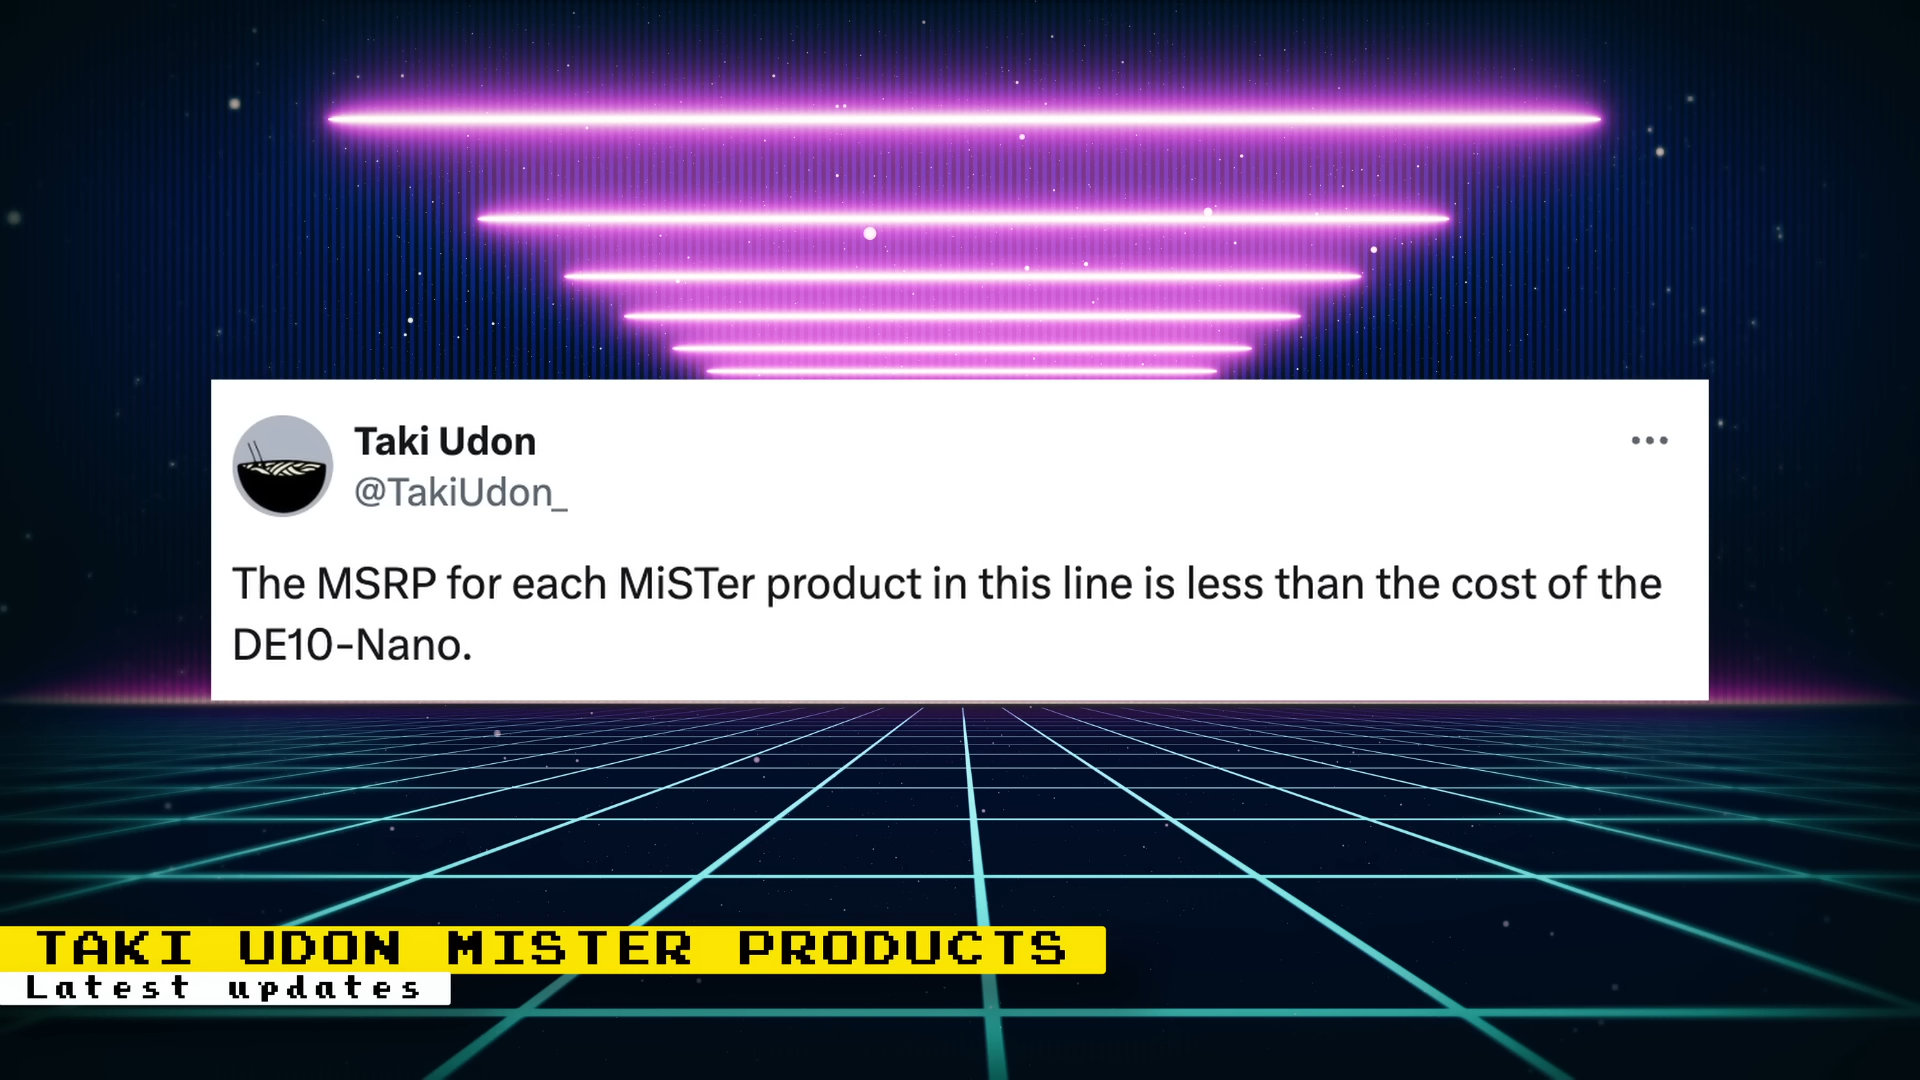 Taki Udon
@TakiUdon_
The MSRP for each MiSTer product in this line is less than the cost of the
DE10-Nano.
TAKI UDON MISTER PRODUCTS
Latest updates